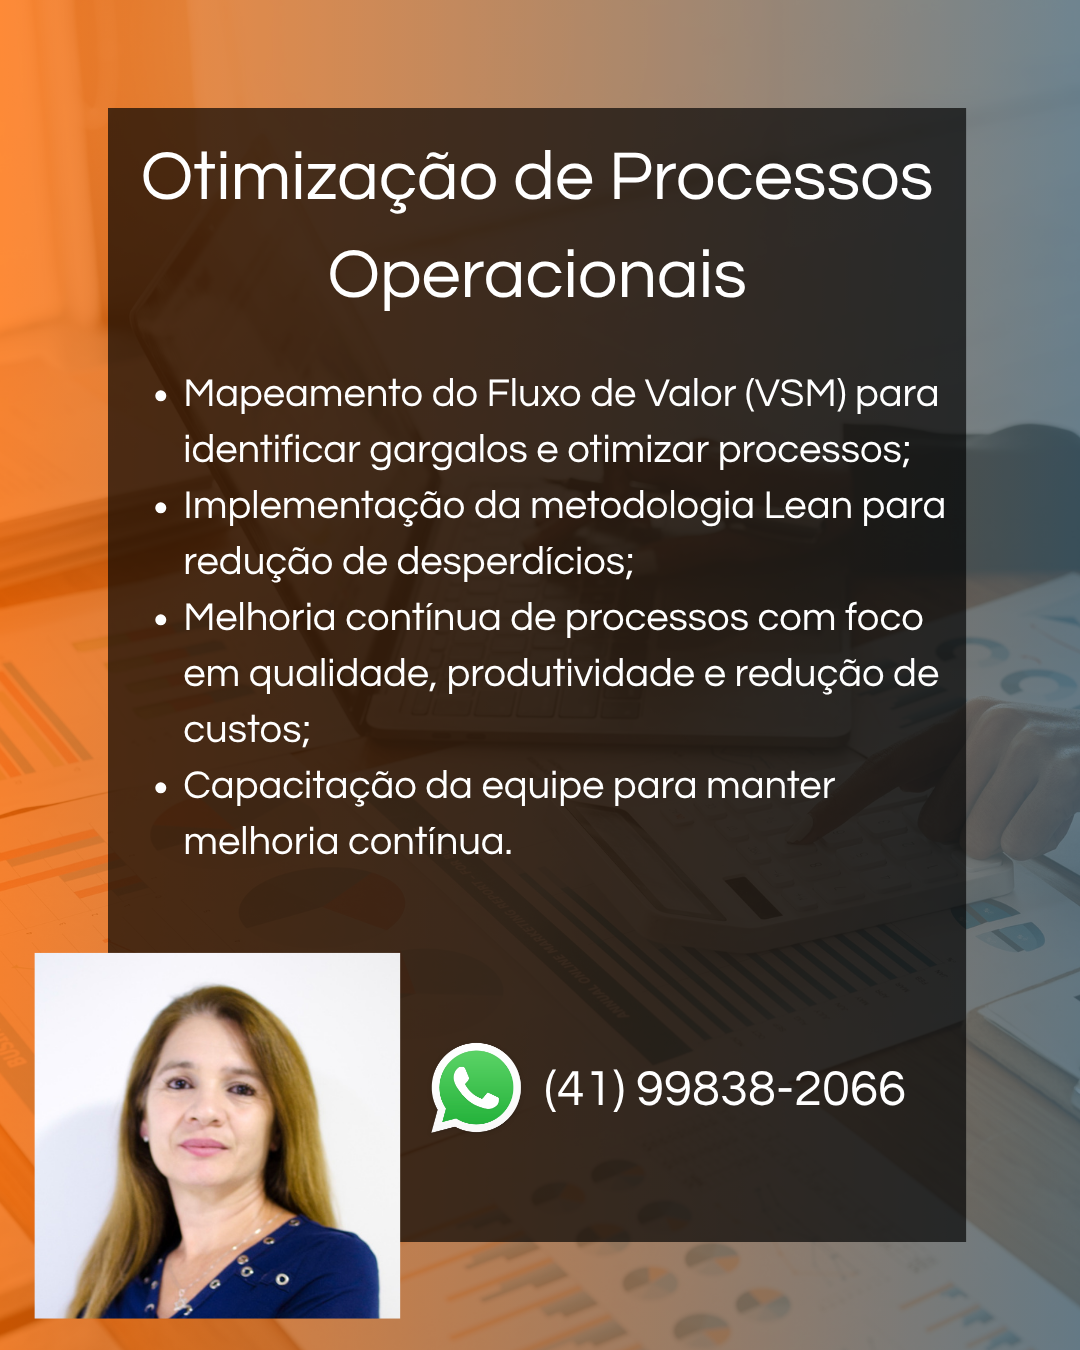 Otimização de Processos
Operacionais
• Mapeamento do Fluxo de Valor (VSM) para
identificar gargalos e otimizar processos;
• Implementação da metodologia Lean para
redução de desperdícios;
• Melhoria contínua de processos com foco
em qualidade, produtividade e redução de
custos;
• Capacitação da equipe para manter
melhoria contínua.
(41) 99838-2066